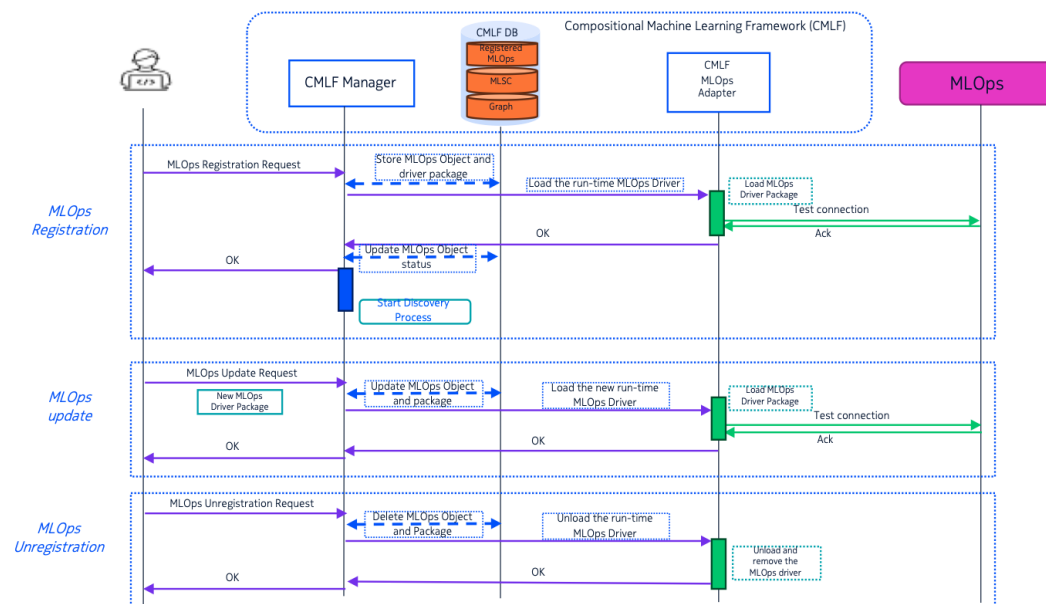 Compositional Machine Learning Framework (CMLF)
CMLF DB
Registered
MLOps
MLSC
Graph
</>
CMLF Manager
CMLF
MLOps
Adapter
MLOps
MLOps
Registration
MLOps Registration Request
Store MLOps Object and
driver package
Load the run-time MLOps Driver
Load MLOps
Driver Package
Test connection
Ack
OK
Update MLOps Object
status
OK
Start Discovery
Process
MLOps
update
MLOps Update Request
New MLOps
Driver Package
Update MLOps Object
and package
Load the new run-time
MLOps Driver
Load MLOps
Driver Package
Test connection
Ack
OK
OK
MLOps
Unregistration
MLOps Unregistration Request
Delete MLOps Object
and Package
Unload the run-time
MLOps Driver
Unload and
remove the
MLOps driver
OK
OK